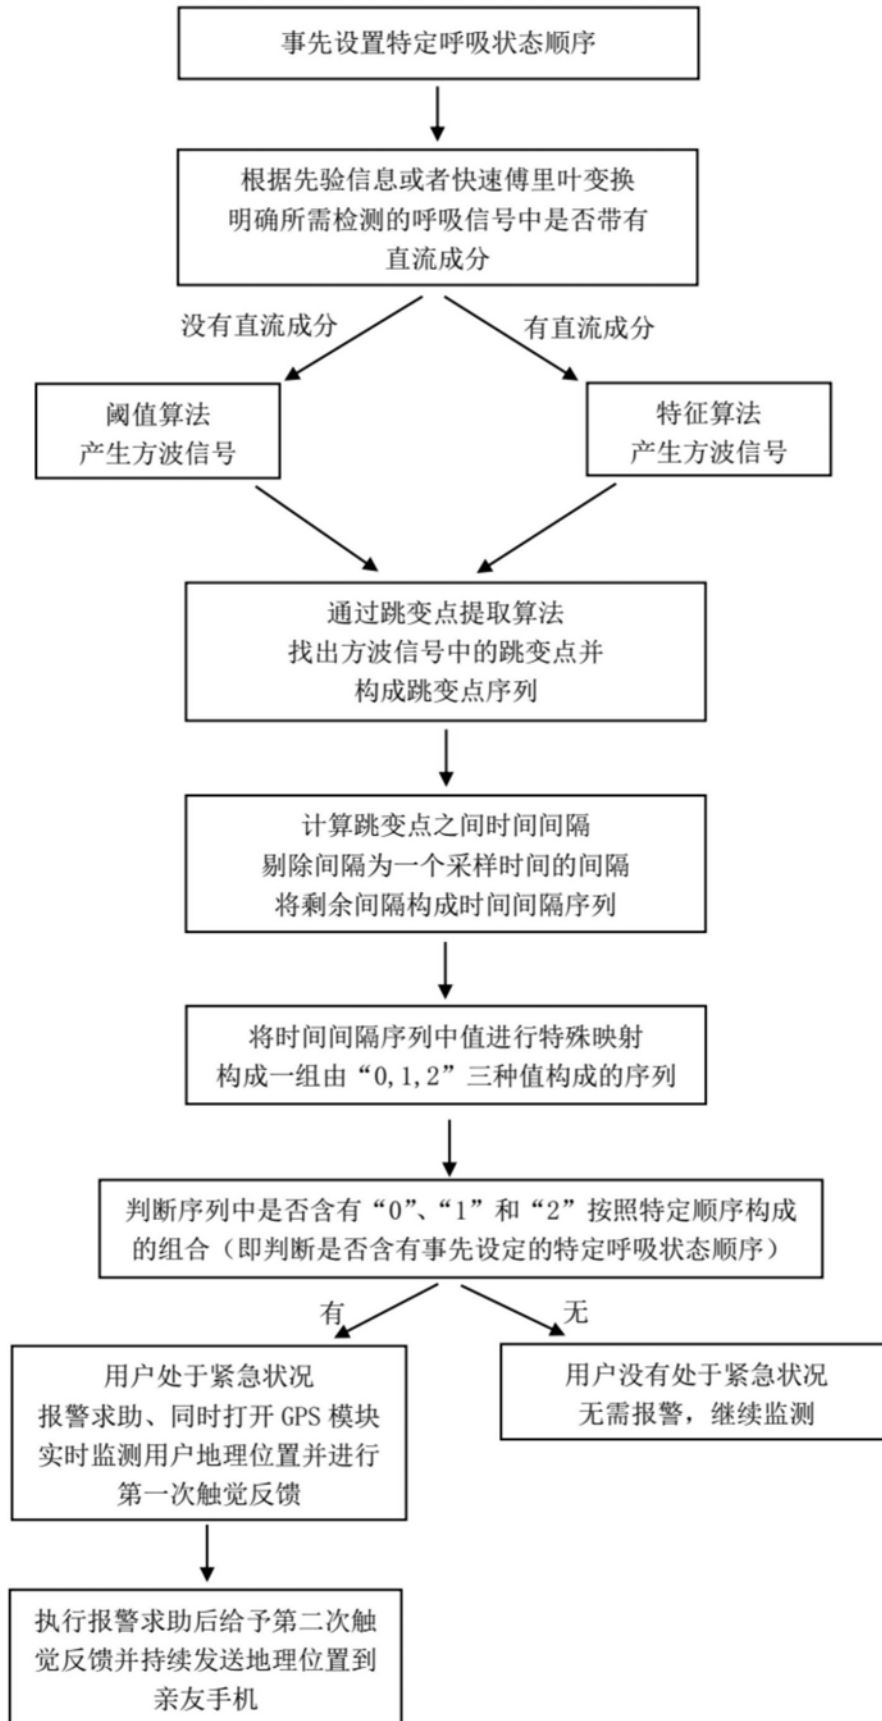 事先设置特定呼吸状态顺序
根据先验信息或者快速傅里叶变换
明确所需检测的呼吸信号中是否带有
直流成分
没有直流成分
有直流成分
阈值算法
产生方波信号
特征算法
产生方波信号
通过跳变点提取算法
找出方波信号中的跳变点并
构成跳变点序列
计算跳变点之间时间间隔
剔除间隔为一个采样时间的间隔
将剩余间隔构成时间间隔序列
将时间间隔序列中值进行特殊映射
构成一组由“0,1,2”三种值构成的序列
判断序列中是否含有“0”、“1”和“2”按照特定顺序构成
的组合（即判断是否含有事先设定的特定呼吸状态顺序）
有
无
用户处于紧急状况
报警求助、同时打开 GPS 模块
实时监测用户地理位置并进行
第一次触觉反馈
用户没有处于紧急状况
无需报警，继续监测
执行报警求助后给予第二次触
觉反馈并持续发送地理位置到
亲友手机